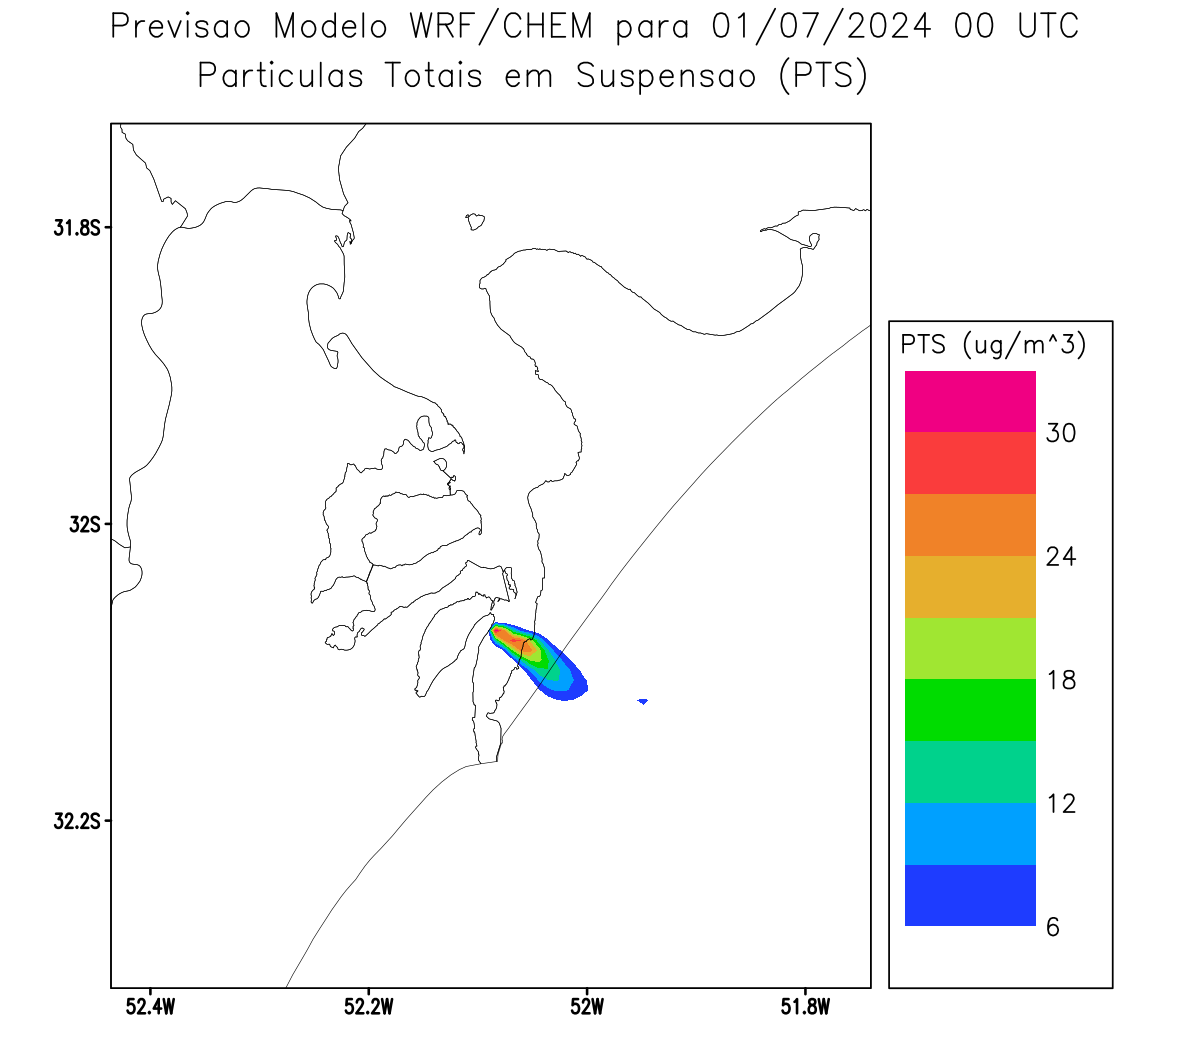 Previsao Modelo WRF/CHEM para 01/07/2024 00 UTC
Particulas Totais em Suspensao (PTS)
31.8S
32S
32.2S
52.4W
52.2W
52W
51.8W
PTS (ug/m^3)
30
24
18
12
6